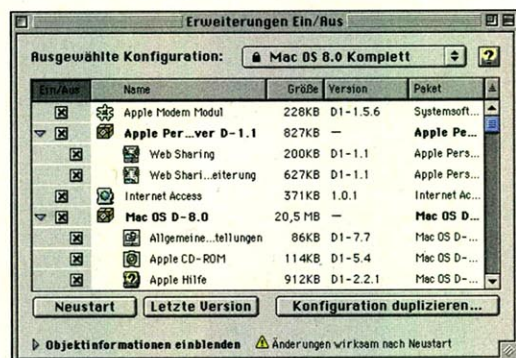 Erweiterungen Ein/Aus
Ausgewählte Konfiguration: Mac OS 8.0 Komplett
Ein/Aus Name Größe Version Paket
Apple Modem Modul 228KB D1-1.5.6 Systemsoft...
Apple Per...ver D-1.1 827KB – Apple Pe...
Web Sharing 200KB D1-1.1 Apple Pers...
Web Shari...eiterung 627KB D1-1.1 Apple Pers...
Internet Access 371KB 1.0.1 Internet Ac...
Mac OS D-8.0 20,5 MB – Mac OS D...
Allgemeine...tellungen 86KB D1-7.7 Mac OS D-...
Apple CD-ROM 114KB D1-5.4 Mac OS D-...
Apple Hilfe 912KB D1-2.2.1 Mac OS D-...
Neustart Letzte Version Konfiguration duplizieren...
Objektinformationen einblenden Änderungen wirksam nach Neustart